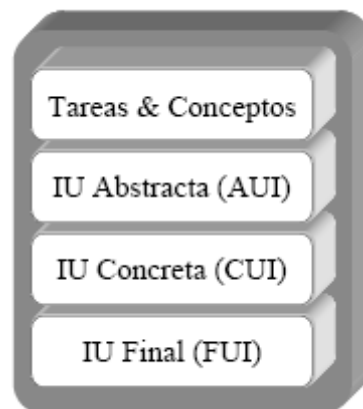 Tareas & Conceptos
IU Abstracta (AUI)
IU Concreta (CUI)
IU Final (FUI)